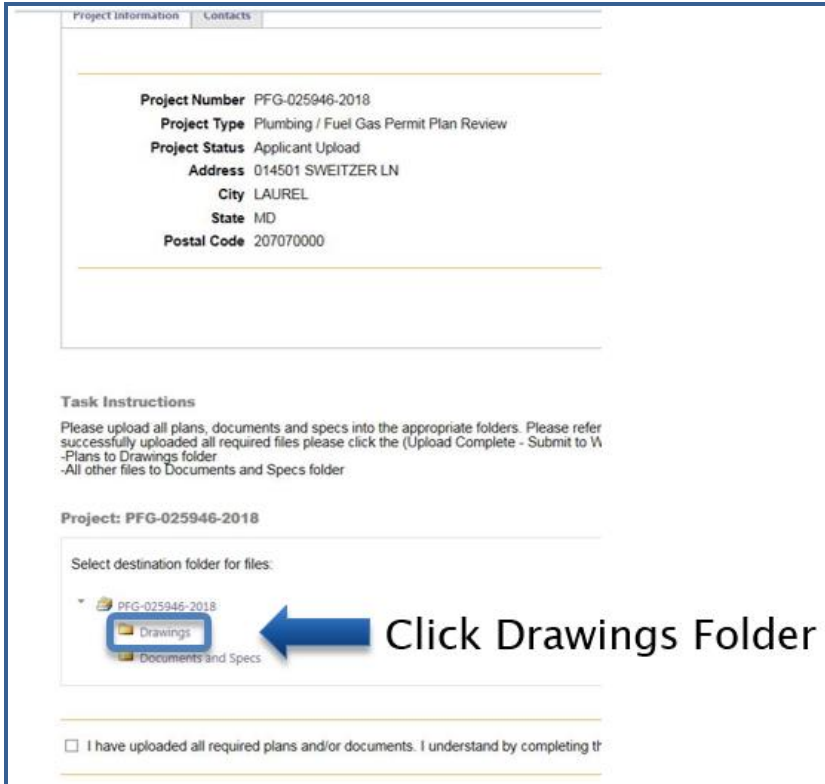 Project Information Contacts
Project Number PFG-025946-2018
Project Type Plumbing / Fuel Gas Permit Plan Review
Project Status Applicant Upload
Address 014501 SWEITZER LN
City LAUREL
State MD
Postal Code 207070000
Task Instructions
Please upload all plans, documents and specs into the appropriate folders. Please refer
successfully uploaded all required files please click the (Upload Complete - Submit to W
-Plans to Drawings folder
-All other files to Documents and Specs folder
Project: PFG-025946-2018
Select destination folder for files:
PFG-025946-2018
Drawings
Click Drawings Folder
Documents and Specs
I have uploaded all required plans and/or documents. I understand by completing th